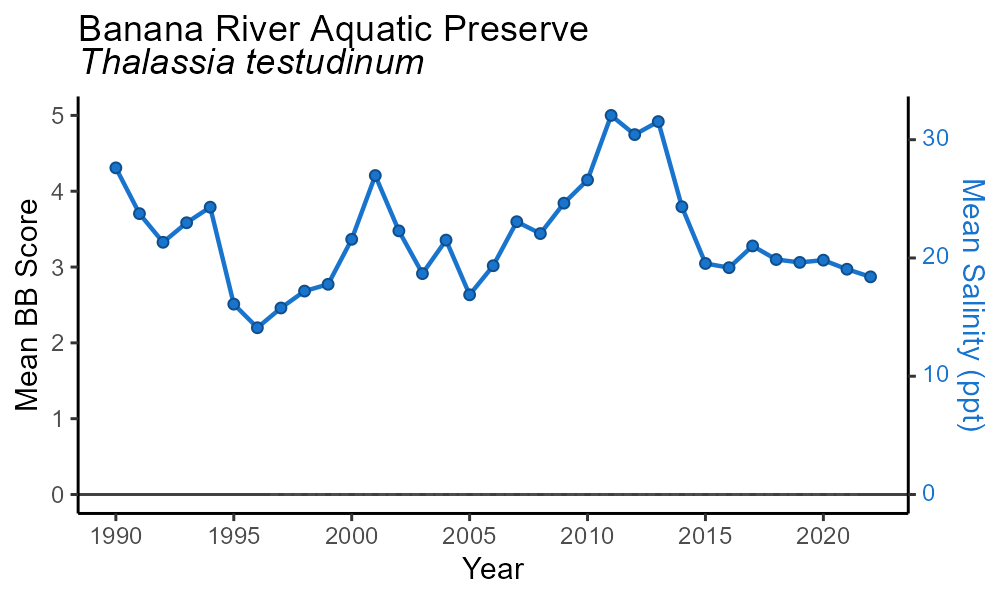 Banana River Aquatic Preserve
Thalassia testudinum
Mean BB Score
5
4
3
2
1
0
30
20
10
0
Mean Salinity (ppt)
1990 1995 2000 2005 2010 2015 2020
Year